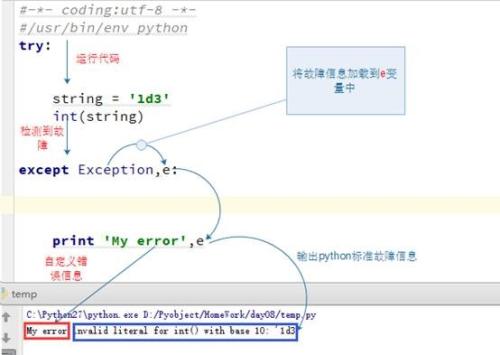 #-*- coding:utf-8 -*-
#/usr/bin/env python
try:
运行代码
将故障信息加载到e变
量中
string = '1d3'
int(string)
检测到故
障
except Exception,e:
print 'My error',e
自定义错
误信息
输出python标准故障信息
temp
C:\Python27\python.exe D:/Pyobject/HomeWork/day08/temp.py
My error invalid literal for int() with base 10: '1d3